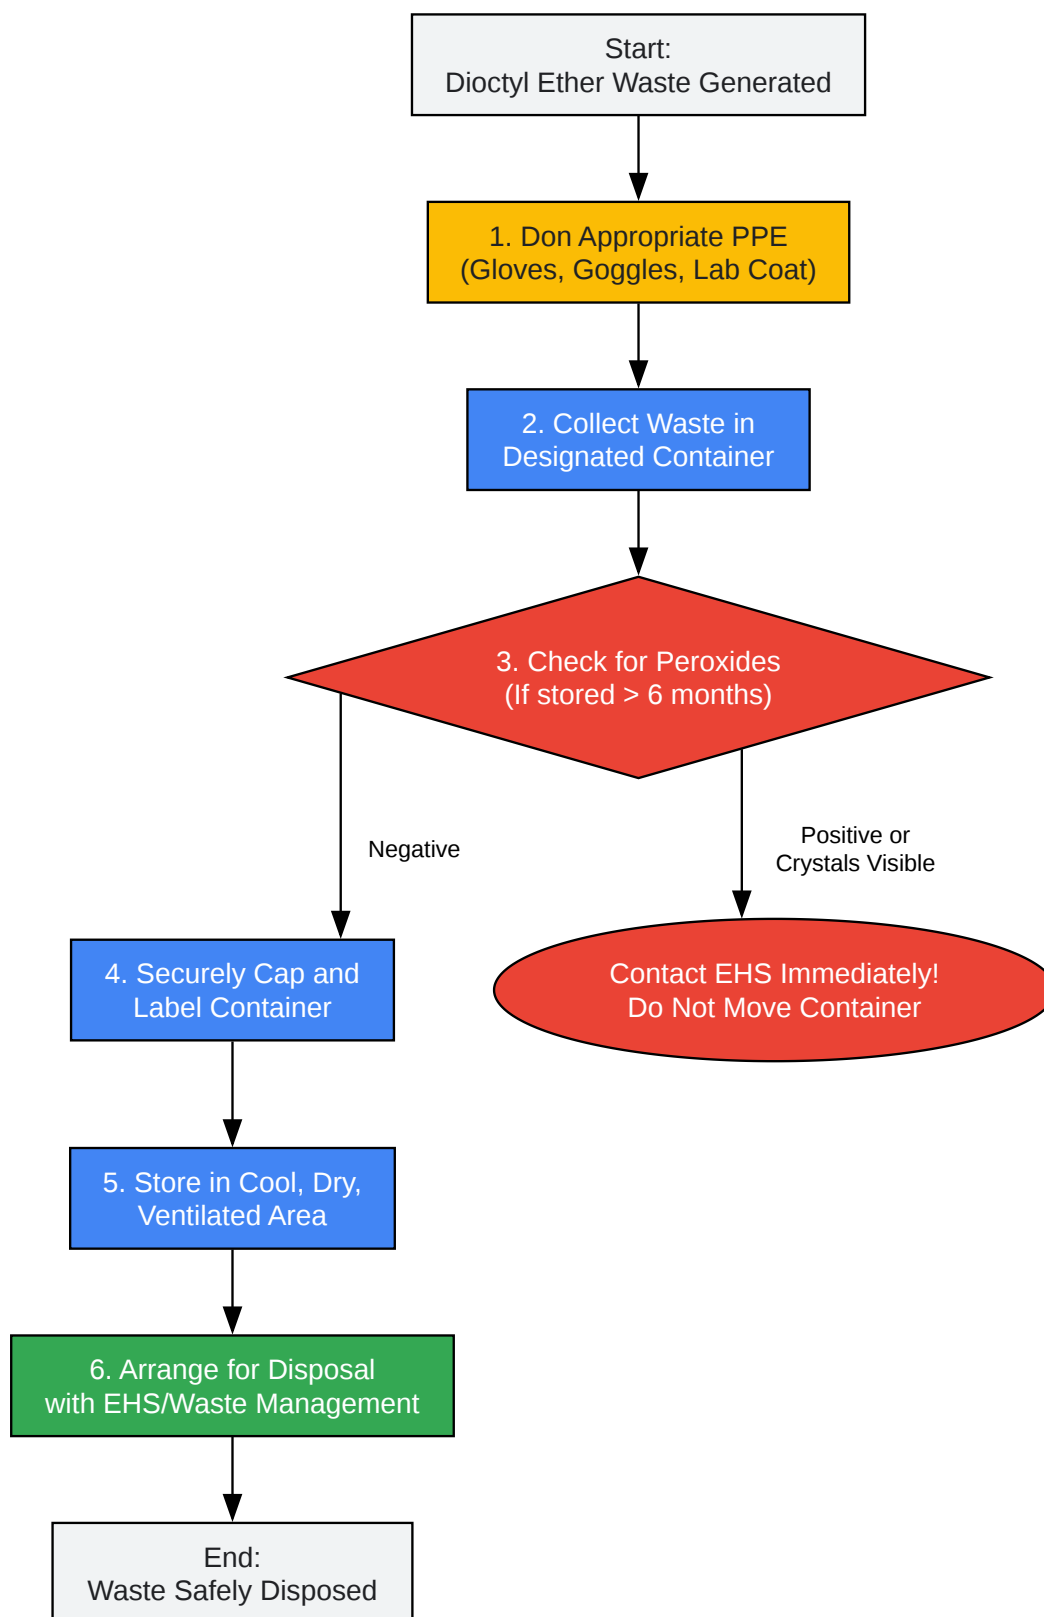 Start:
Dioctyl Ether Waste Generated
1. Don Appropriate PPE
(Gloves, Goggles, Lab Coat)
2. Collect Waste in
Designated Container
3. Check for Peroxides
(If stored > 6 months)
Negative
Positive or
Crystals Visible
4. Securely Cap and
Label Container
Contact EHS Immediately!
Do Not Move Container
5. Store in Cool, Dry,
Ventilated Area
6. Arrange for Disposal
with EHS/Waste Management
End:
Waste Safely Disposed